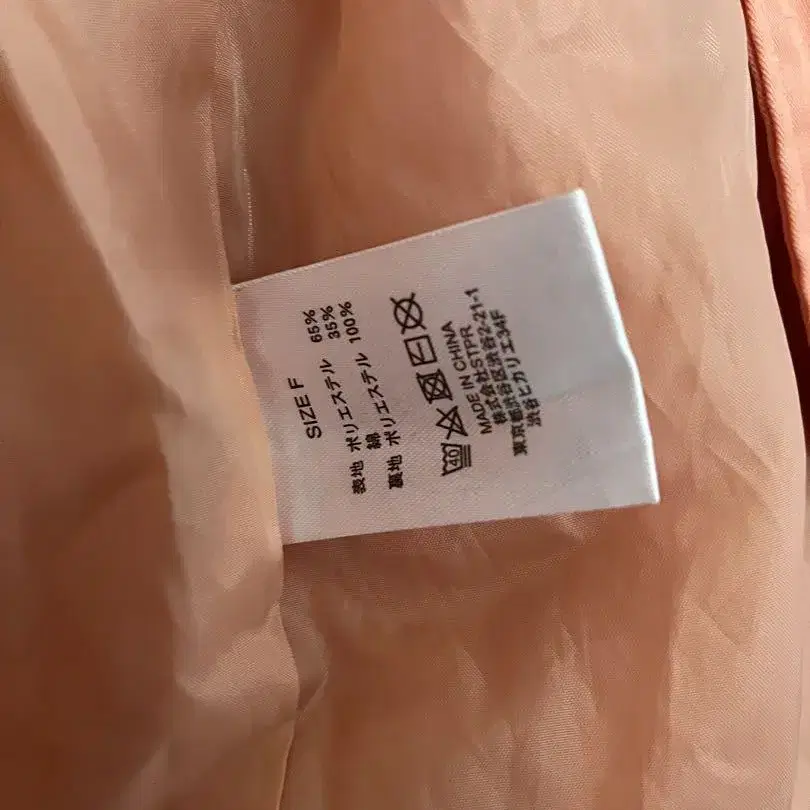 SIZE F
表地 ポリエステル 65%
綿 35%
裏地 ポリエステル 100%
40
MADE IN CHINA
株式会社STPR
東京都渋谷区渋谷2-21-1
渋谷ヒカリエ34F